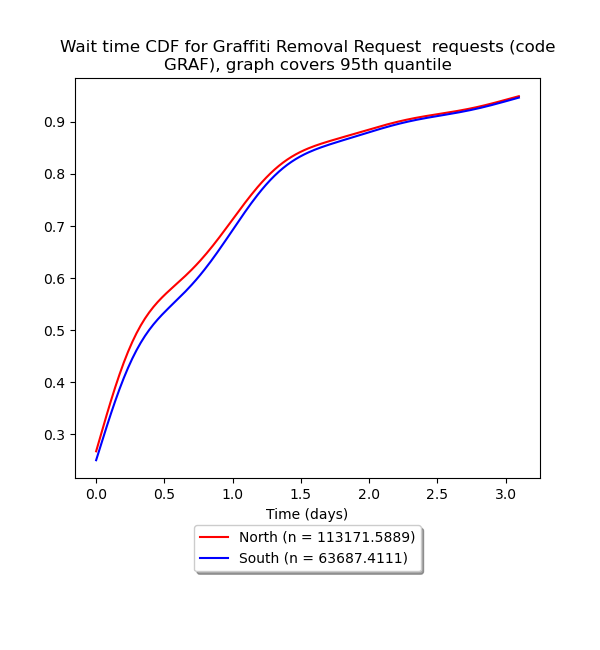 Wait time CDF for Graffiti Removal Request  requests (code
GRAF), graph covers 95th quantile
0.9
0.8
0.7
0.6
0.5
0.4
0.3
0.0 0.5 1.0 1.5 2.0 2.5 3.0
Time (days)
North (n = 113171.5889)
South (n = 63687.4111)